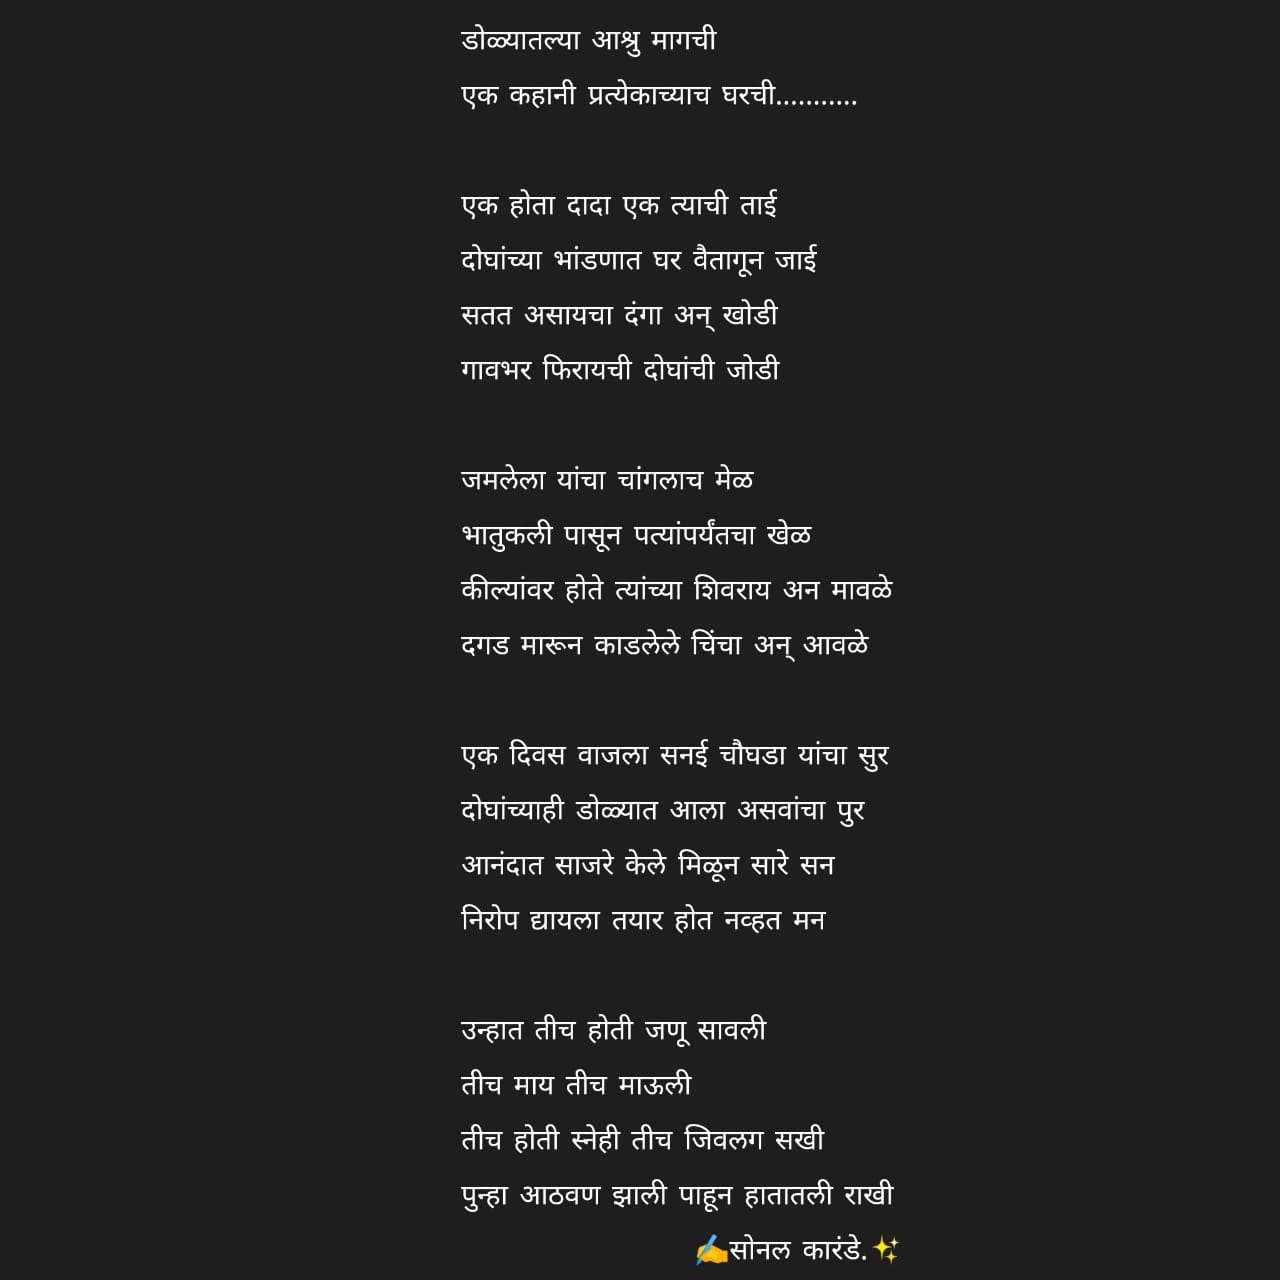 डोळ्यातल्या आश्रु मागची
एक कहानी प्रत्येकाच्याच घरची...........
एक होता दादा एक त्याची ताई
दोघांच्या भांडणात घर वैतागून जाई
सतत असायचा दंगा अन् खोडी
गावभर फिरायची दोघांची जोडी
जमलेला यांचा चांगलाच मेळ
भातुकली पासून पत्यांपर्यंतचा खेळ
कील्यांवर होते त्यांच्या शिवराय अन मावळे
दगड मारून काडलेले चिंचा अन् आवळे
एक दिवस वाजला सनई चौघडा यांचा सुर
दोघांच्याही डोळ्यात आला असवांचा पुर
आनंदात साजरे केले मिळून सारे सन
निरोप द्यायला तयार होत नव्हत मन
उन्हात तीच होती जणू सावली
तीच माय तीच माऊली
तीच होती स्नेही तीच जिवलग सखी
पुन्हा आठवण झाली पाहून हातातली राखी
✍️सोनल कारंडे.✨